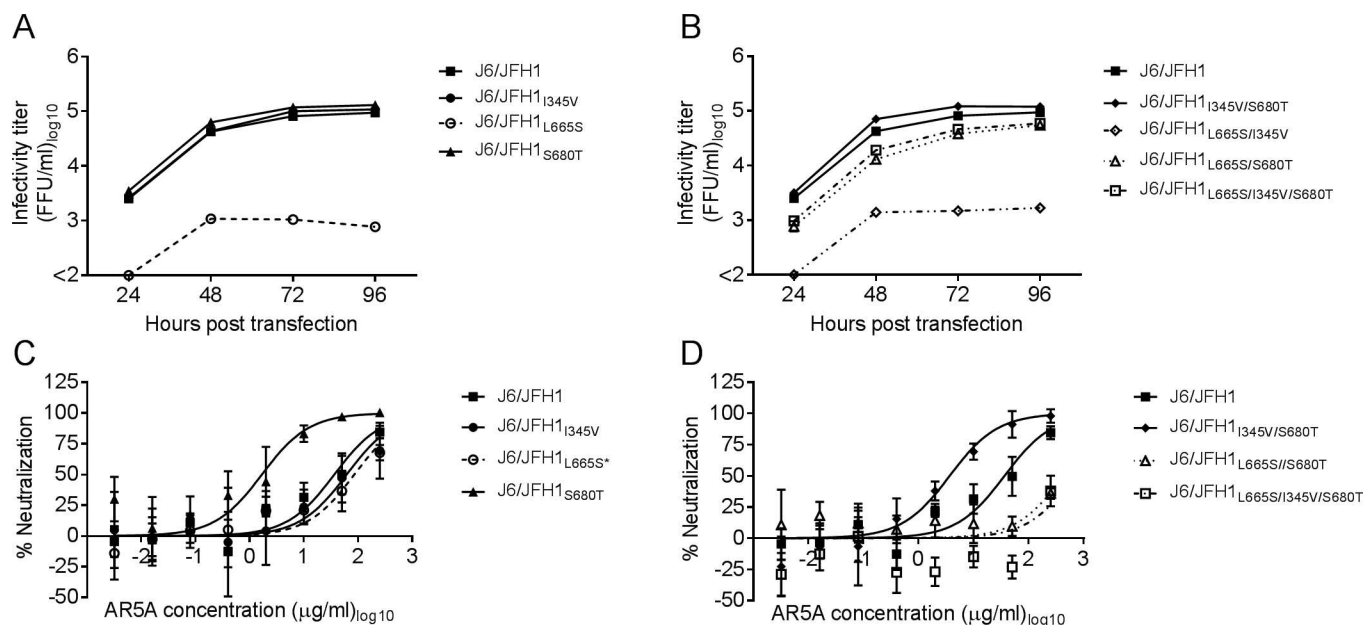 A
Infectivity titer
(FFU/ml)log10
6
5
4
3
<2
24 48 72 96
Hours post transfection
J6/JFH1
J6/JFH1I345V
J6/JFH1L665S
J6/JFH1S680T
B
Infectivity titer
(FFU/ml)log10
6
5
4
3
<2
24 48 72 96
Hours post transfection
J6/JFH1
J6/JFH1I345V/S680T
J6/JFH1L665S/I345V
J6/JFH1L665S/S680T
J6/JFH1L665S/I345V/S680T
C
% Neutralization
125
100
75
50
25
0
-25
-50
-2 -1 0 1 2 3
AR5A concentration (μg/ml)log10
J6/JFH1
J6/JFH1I345V
J6/JFH1L665S*
J6/JFH1S680T
D
% Neutralization
125
100
75
50
25
0
-25
-50
-2 -1 0 1 2 3
AR5A concentration (μg/ml)log10
J6/JFH1
J6/JFH1I345V/S680T
J6/JFH1L665S//S680T
J6/JFH1L665S/I345V/S680T